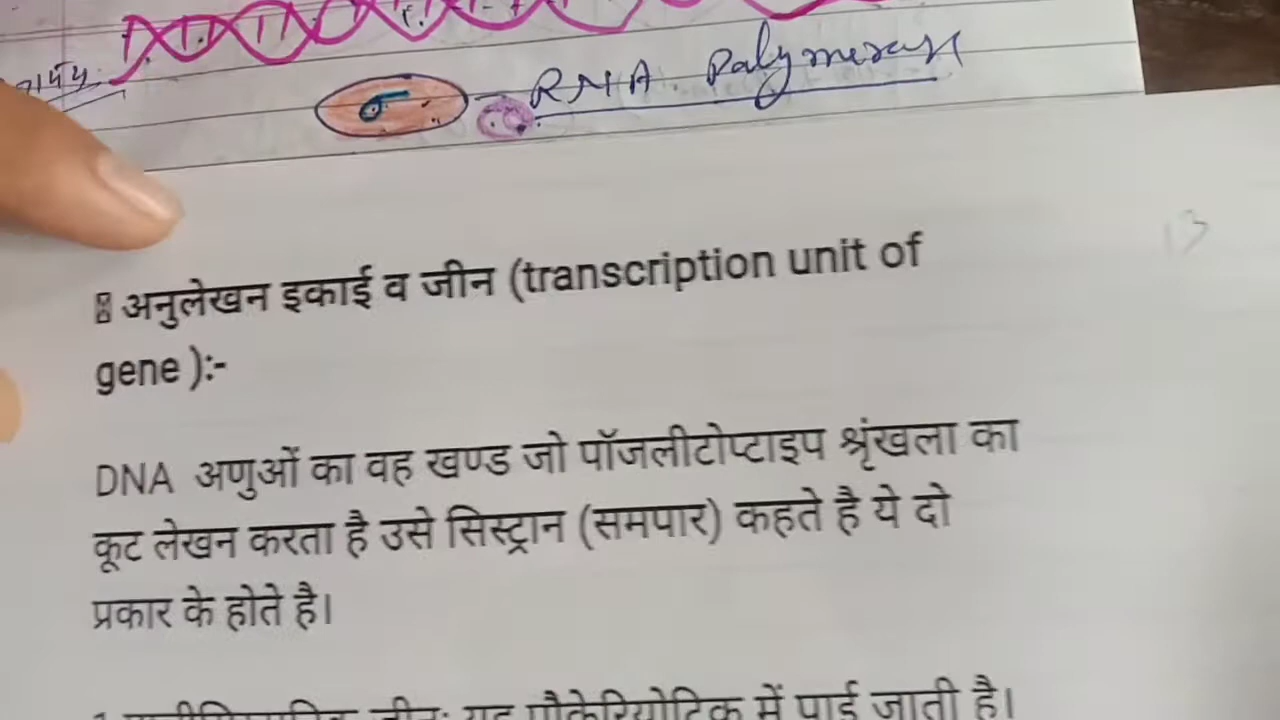 RNA Polymerase
13
अनुलेखन इकाई व जीन (transcription unit of
gene ):-
DNA अणुओं का वह खण्ड जो पॉजलीटोप्टाइप श्रृंखला का
कूट लेखन करता है उसे सिस्ट्रान (समपार) कहते है ये दो
प्रकार के होते है।
में पाई जाती है।